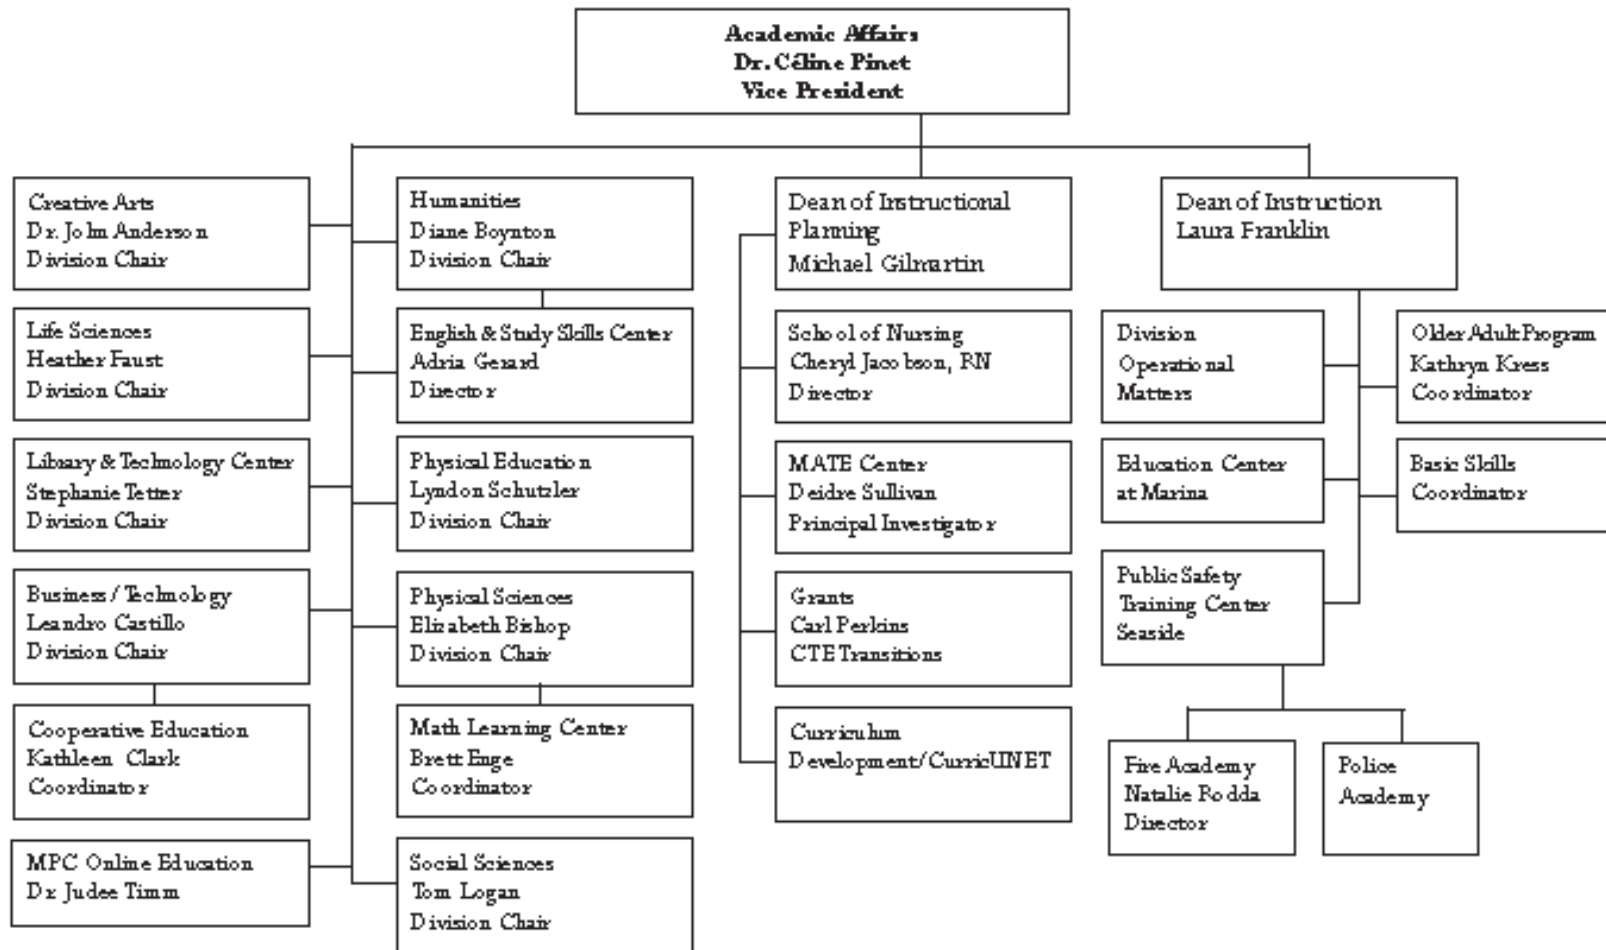 Academic Affairs
Dr. Céline Pinet
Vice President
Creative Arts
Dr. John Anderson
Division Chair
Humanities
Diane Boynton
Division Chair
Dean of Instructional
Planning
Michael Gilmartin
Dean of Instruction
Laura Franklin
Life Sciences
Heather Faust
Division Chair
English & Study Skills Center
Adria Gerard
Director
School of Nursing
Cheryl Jacobson, RN
Director
Division
Operational
Matters
Older Adult Program
Kathryn Kress
Coordinator
Library & Technology Center
Stephanie Tetter
Division Chair
Physical Education
Lyndon Schutzler
Division Chair
MATE Center
Deidre Sullivan
Principal Investigator
Education Center
at Marina
Basic Skills
Coordinator
Business / Technology
Leandro Castillo
Division Chair
Physical Sciences
Elizabeth Bishop
Division Chair
Grants
Carl Perkins
CTE Transitions
Public Safety
Training Center
Seaside
Cooperative Education
Kathleen Clark
Coordinator
Math Learning Center
Brett Enge
Coordinator
Curriculum
Development/CurricUNET
Fire Academy
Natalie Rodda
Director
Police
Academy
MPC Online Education
Dr. Judee Timm
Social Sciences
Tom Logan
Division Chair